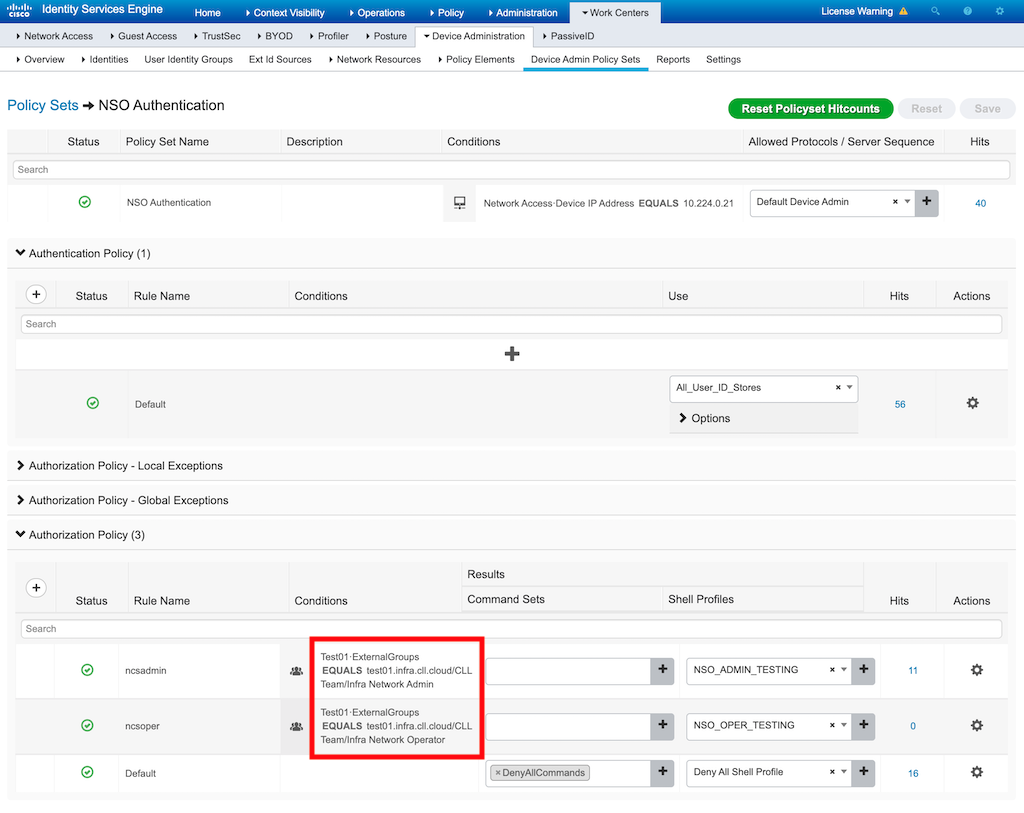 cisco Identity Services Engine Home Context Visibility Operations Policy Administration Work Centers License Warning
Network Access Guest Access TrustSec BYOD Profiler Posture Device Administration PassiveID
Overview Identities User Identity Groups Ext Id Sources Network Resources Policy Elements Device Admin Policy Sets Reports Settings
Policy Sets → NSO Authentication
Reset Policyset Hitcounts Reset Save
Status Policy Set Name Description Conditions Allowed Protocols / Server Sequence Hits
Search
NSO Authentication Network Access·Device IP Address EQUALS 10.224.0.21 Default Device Admin × + 40
Authentication Policy (1)
+ Status Rule Name Conditions Use Hits Actions
Search
+
Default All_User_ID_Stores × 56
Options
Authorization Policy - Local Exceptions
Authorization Policy - Global Exceptions
Authorization Policy (3)
Results
+ Status Rule Name Conditions Command Sets Shell Profiles Hits Actions
Search
Test01·ExternalGroups
ncsadmin EQUALS test01.infra.cll.cloud/CLL + NSO_ADMIN_TESTING × + 11
Team/Infra Network Admin
Test01·ExternalGroups
ncsoper EQUALS test01.infra.cll.cloud/CLL + NSO_OPER_TESTING × + 0
Team/Infra Network Operator
Default ×DenyAllCommands + Deny All Shell Profile × + 16